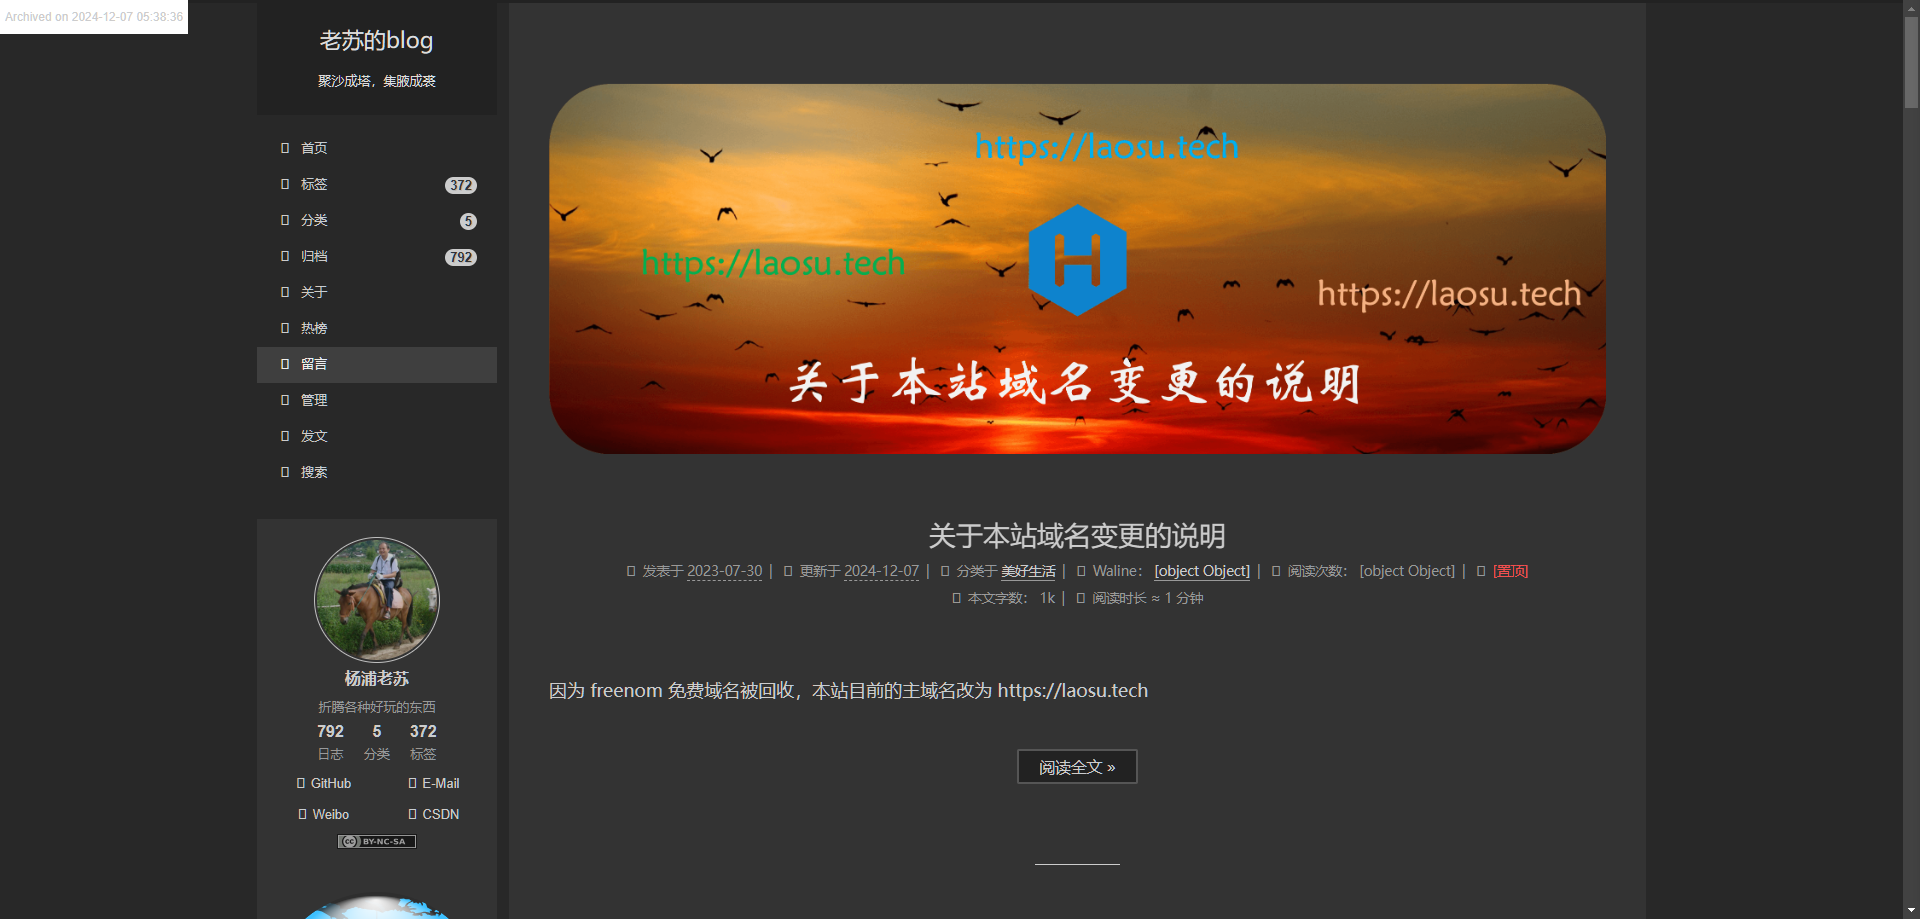 Archived on 2024-12-07 05:38:36
老苏的blog
聚沙成塔，集腋成裘
首页
标签 372
分类 5
归档 792
关于
热榜
留言
管理
发文
搜索
杨浦老苏
折腾各种好玩的东西
792 5 372
日志 分类 标签
GitHub E-Mail
Weibo CSDN
BY-NC-SA
https://laosu.tech
https://laosu.tech
https://laosu.tech
关于本站域名变更的说明
关于本站域名变更的说明
发表于 2023-07-30 | 更新于 2024-12-07 | 分类于 美好生活 | Waline： [object Object] | 阅读次数： [object Object] | [置顶]
本文字数： 1k | 阅读时长 ≈ 1 分钟
因为 freenom 免费域名被回收，本站目前的主域名改为 https://laosu.tech
阅读全文 »